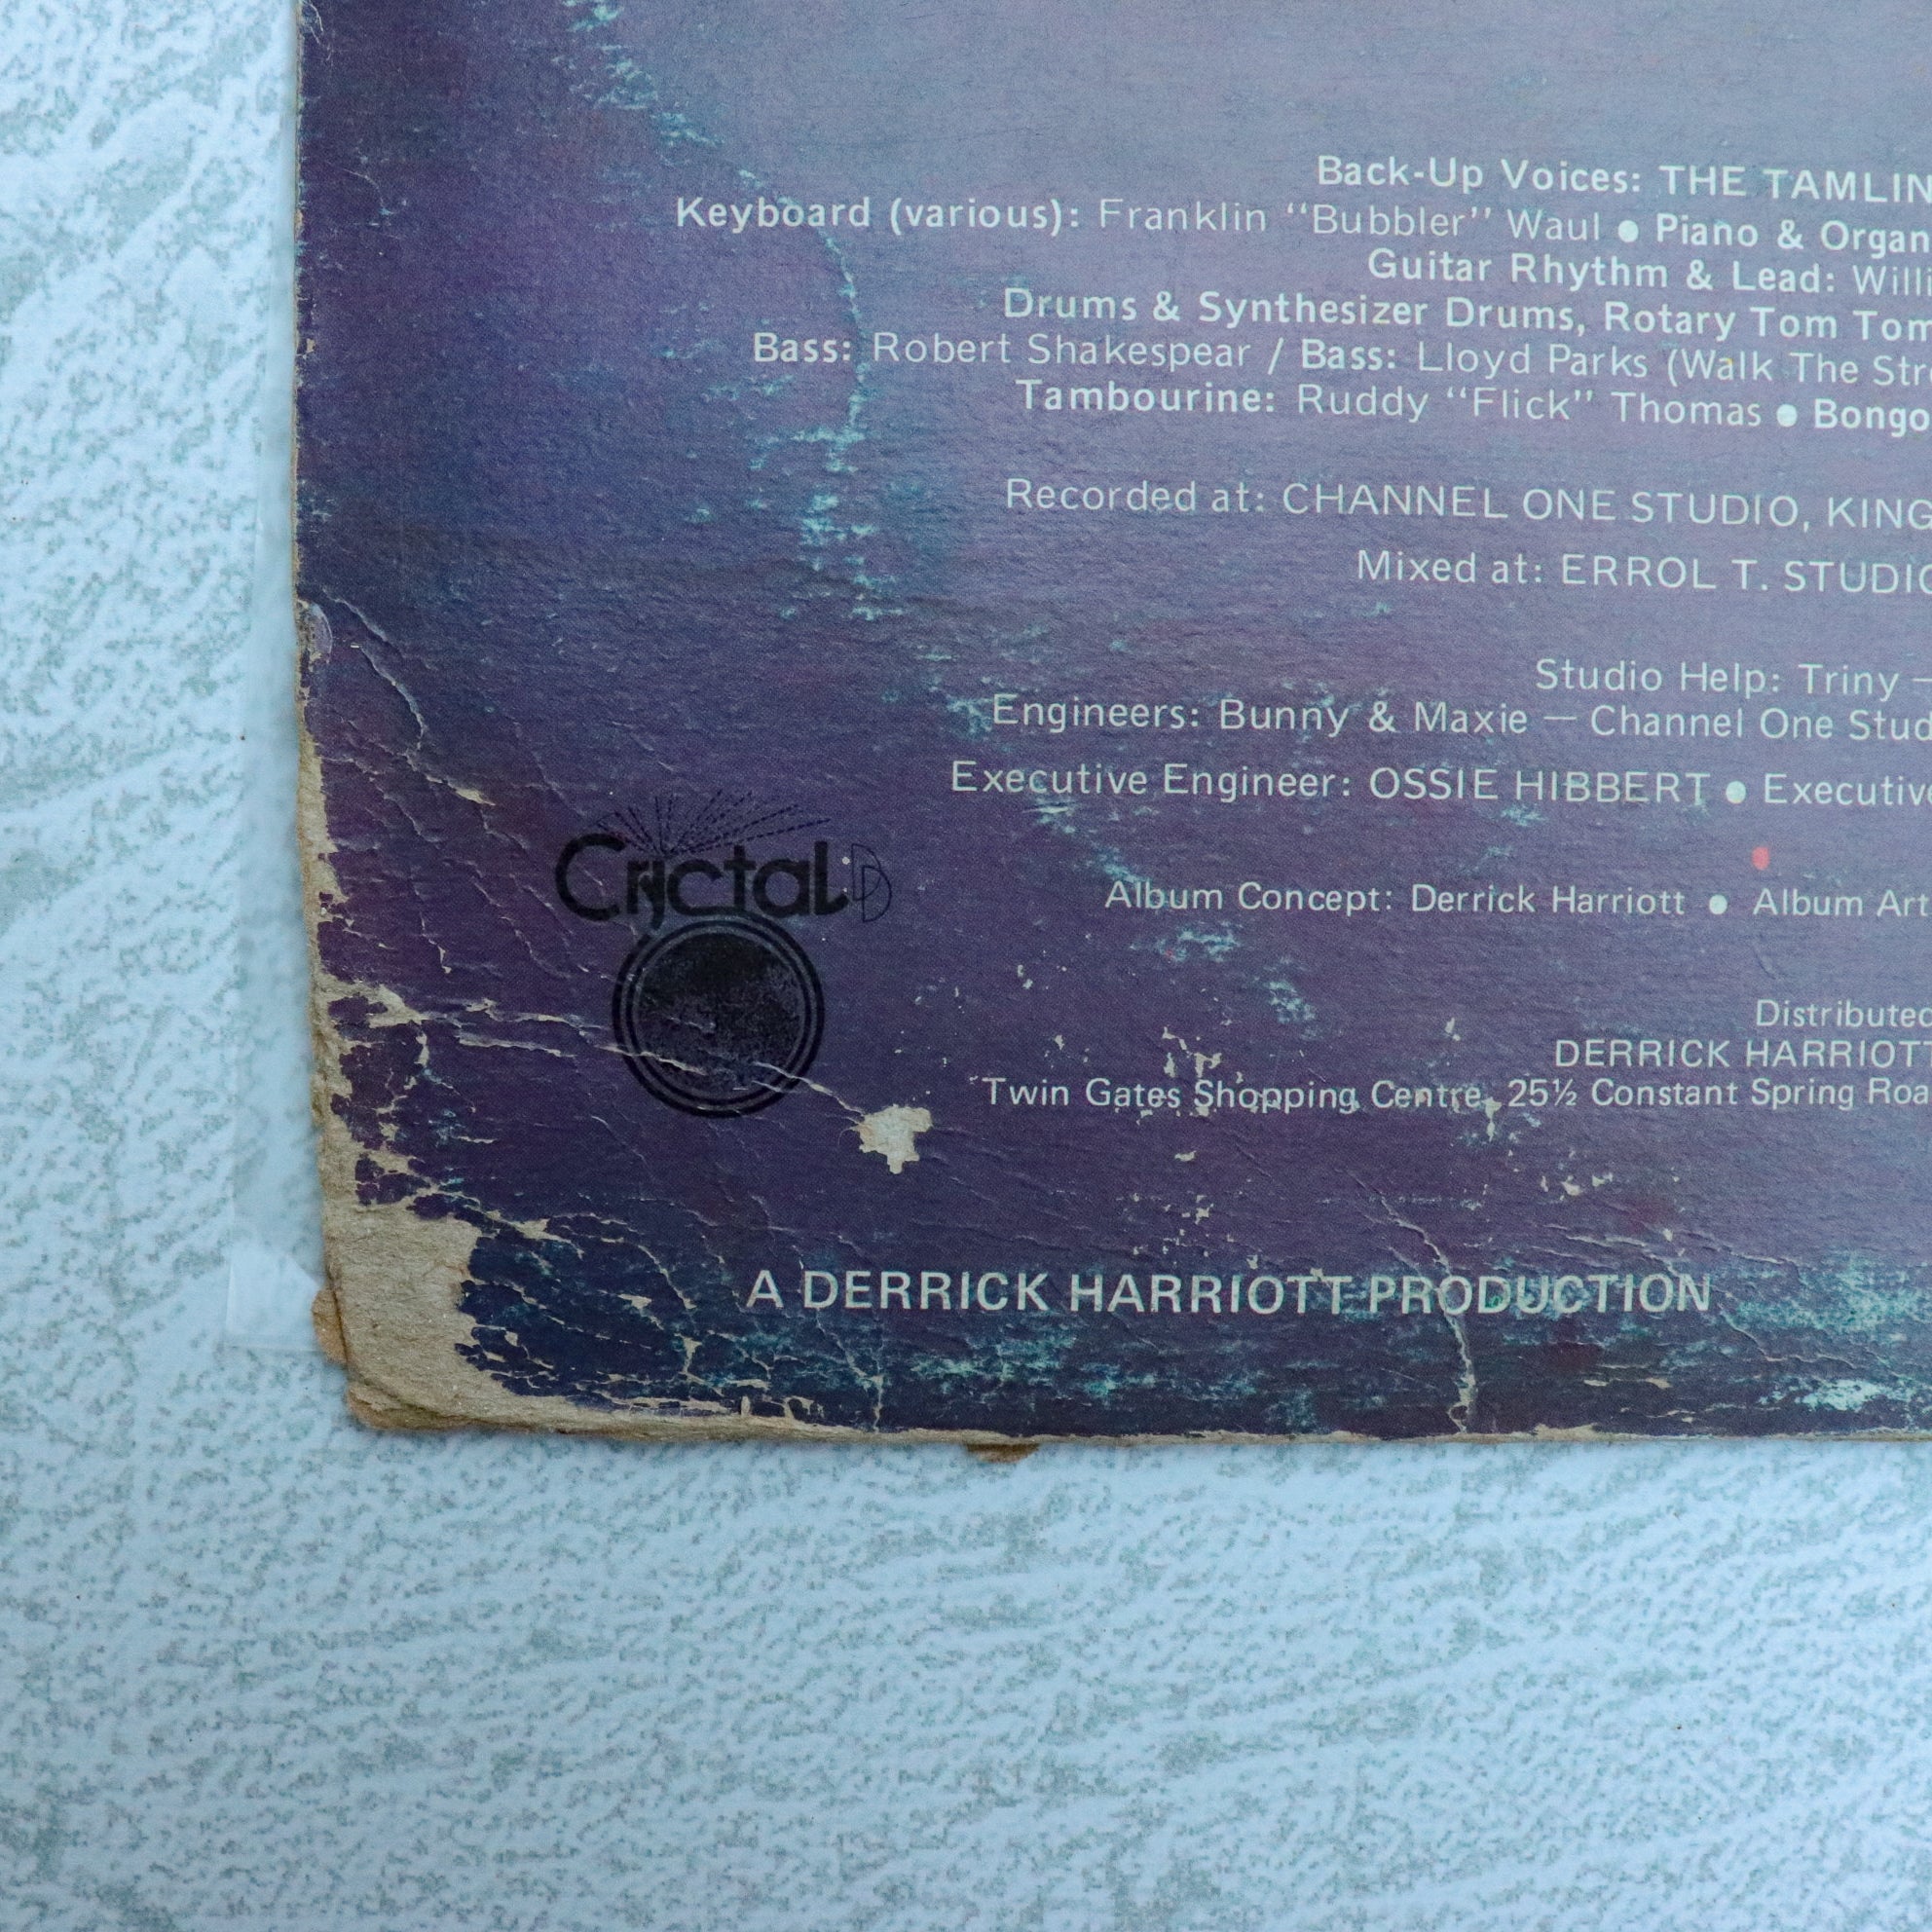 Back-Up Voices: THE TAMLIN
Keyboard (various): Franklin "Bubbler" Waul ● Piano & Organ
Guitar Rhythm & Lead: Willi
Drums & Synthesizer Drums, Rotary Tom Tom
Bass: Robert Shakespear / Bass: Lloyd Parks (Walk The Stre
Tambourine: Ruddy "Flick" Thomas ● Bongo
Recorded at: CHANNEL ONE STUDIO, KING
Mixed at: ERROL T. STUDIO
Studio Help: Triny —
Engineers: Bunny & Maxie — Channel One Stud
Executive Engineer: OSSIE HIBBERT ● Executive
Cryctal D
Album Concept: Derrick Harriott ● Album Art
Distributed
DERRICK HARRIOTT
Twin Gates Shopping Centre, 25½ Constant Spring Roa
A DERRICK HARRIOTT PRODUCTION